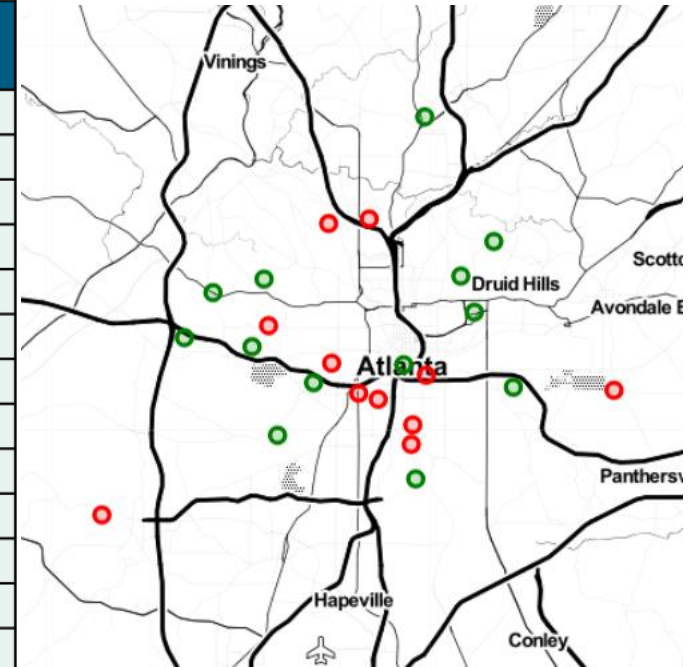 Vinings
Scotto
Druid Hills
Avondale E
Atlanta
Panthersv
Hapeville
Conley